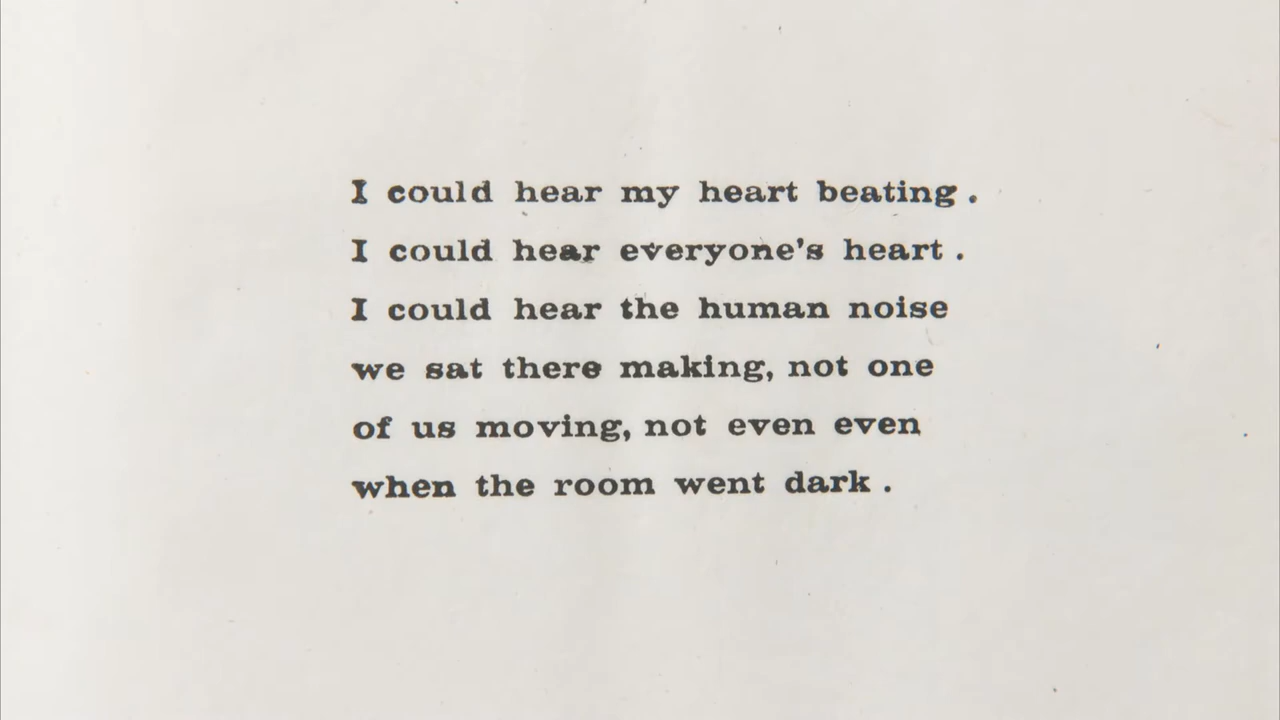 I could hear my heart beating .
I could hear everyone's heart .
I could hear the human noise
we sat there making, not one
of us moving, not even even
when the room went dark .